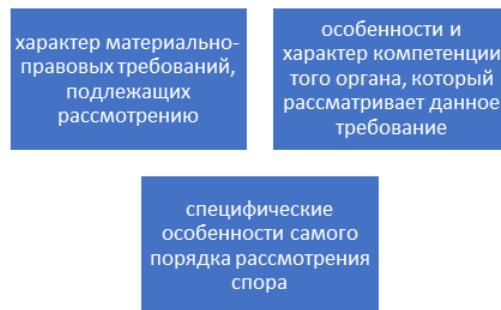 характер материально-
правовых требований,
подлежащих
рассмотрению
особенности и
характер компетенции
того органа, который
рассматривает данное
требование
специфические
особенности самого
порядка рассмотрения
спора